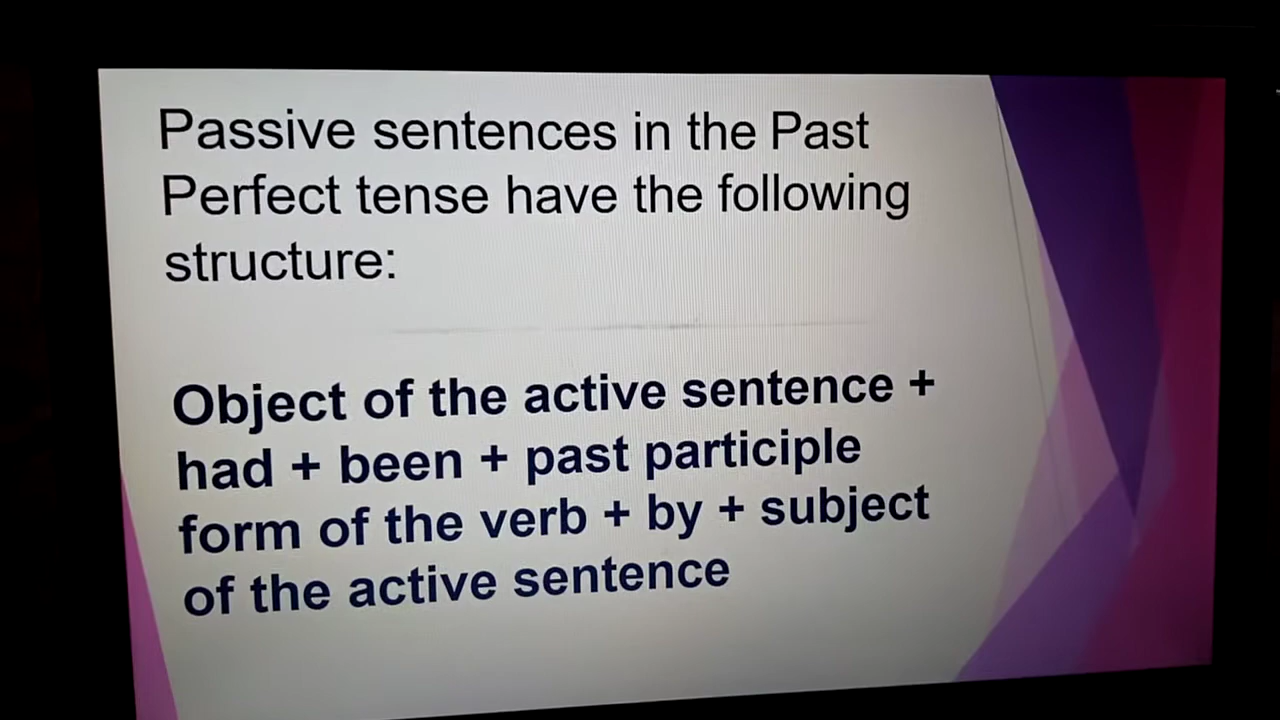 Passive sentences in the Past
Perfect tense have the following
structure:
Object of the active sentence +
had + been + past participle
form of the verb + by + subject
of the active sentence